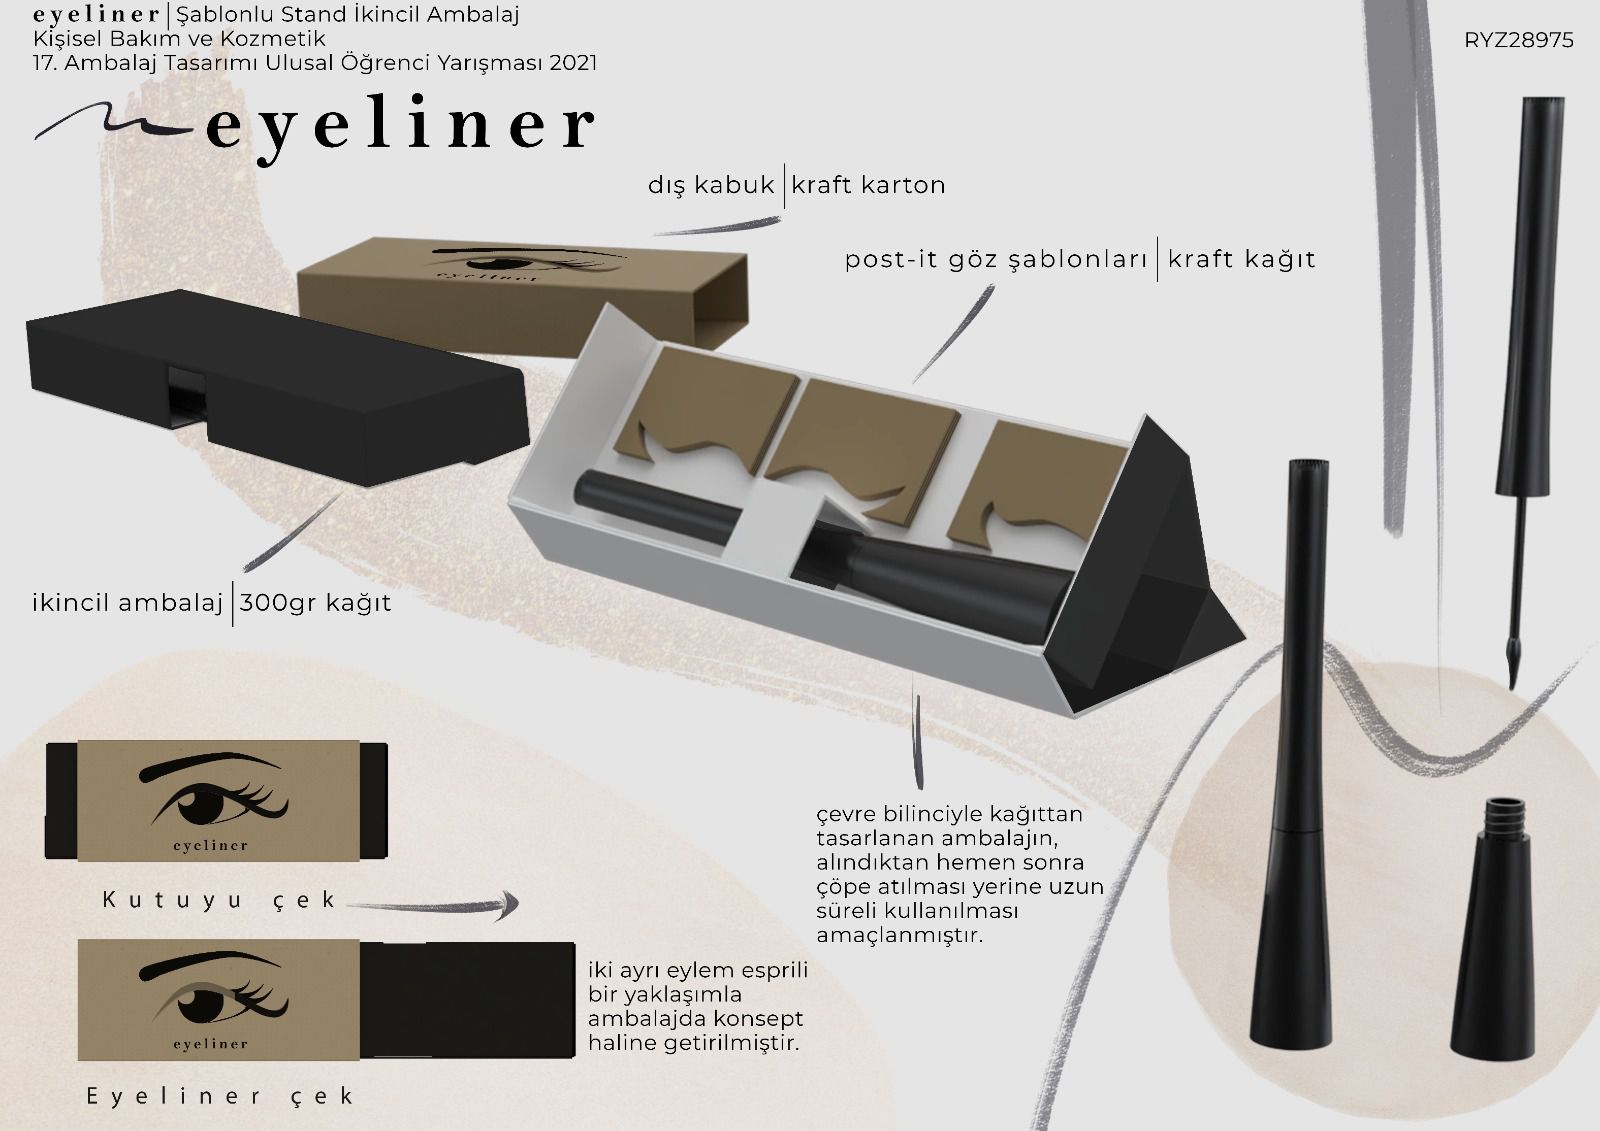 eyeliner|Şablonlu Stand İkincil Ambalaj
Kişisel Bakım ve Kozmetik
17. Ambalaj Tasarımı Ulusal Öğrenci Yarışması 2021
RYZ28975
eyeliner
dış kabuk|kraft karton
post-it göz şablonları|kraft kağıt
eyeliner
ikincil ambalaj|300gr kağıt
eyeliner
Kutuyu çek
eyeliner
Eyeliner çek
iki ayrı eylem esprili
bir yaklaşımla
ambalajda konsept
haline getirilmiştir.
çevre bilinciyle kağıttan
tasarlanan ambalajın,
alındıktan hemen sonra
çöpe atılması yerine uzun
süreli kullanılması
amaçlanmıştır.